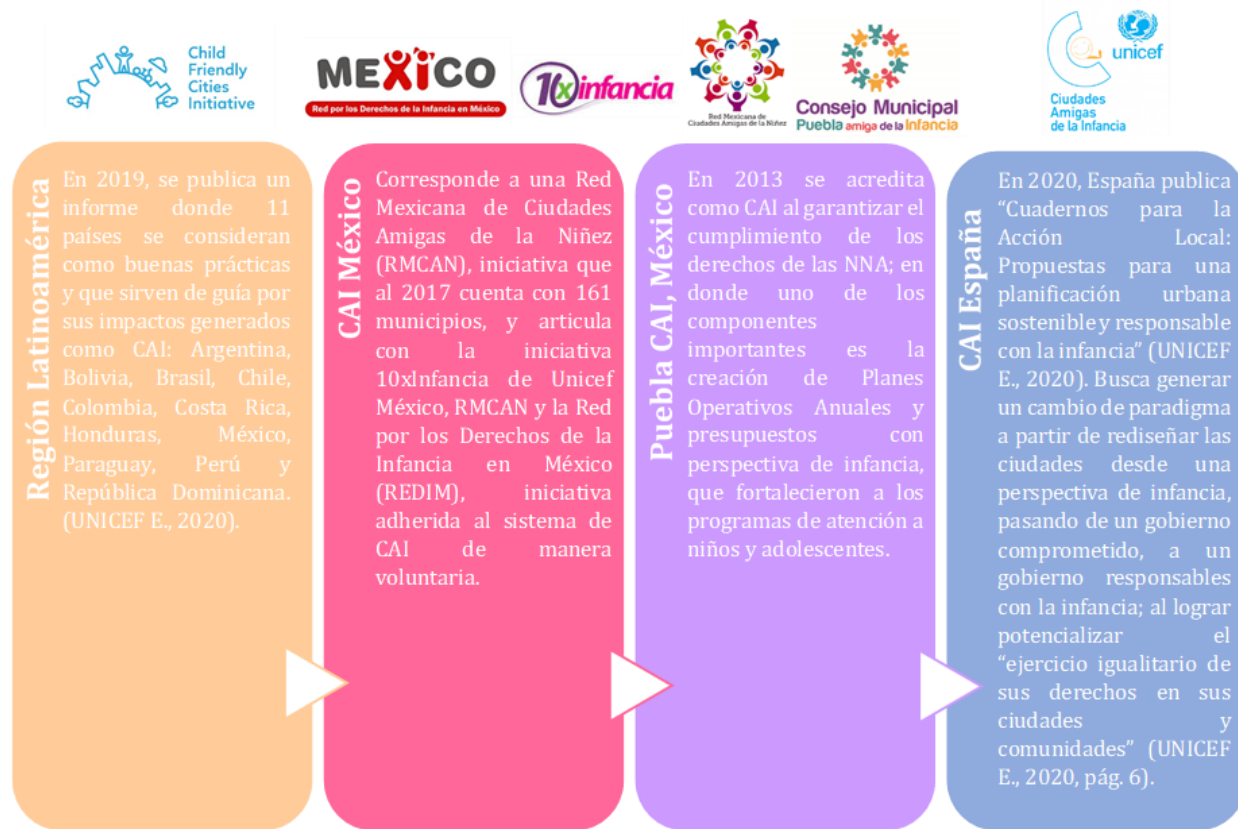 Child
Friendly
Cities
Initiative
MEXICO
Red por los Derechos de la Infancia en México
10xinfancia
Red Mexicana de
Ciudades Amigas de la Niñez
Consejo Municipal
Puebla amiga de la Infancia
unicef
Ciudades
Amigas
de la Infancia
Región Latinoamérica
En 2019, se publica un
informe donde 11
países se consideran
como buenas prácticas
y que sirven de guía por
sus impactos generados
como CAI: Argentina,
Bolivia, Brasil, Chile,
Colombia, Costa Rica,
Honduras, México,
Paraguay, Perú y
República Dominicana.
(UNICEF E., 2020).
CAI México
Corresponde a una Red
Mexicana de Ciudades
Amigas de la Niñez
(RMCAN), iniciativa que
al 2017 cuenta con 161
municipios, y articula
con la iniciativa
10xInfancia de Unicef
México, RMCAN y la Red
por los Derechos de la
Infancia en México
(REDIM), iniciativa
adherida al sistema de
CAI de manera
voluntaria.
Puebla CAI, México
En 2013 se acredita
como CAI al garantizar el
cumplimiento de los
derechos de las NNA; en
donde uno de los
componentes
importantes es la
creación de Planes
Operativos Anuales y
presupuestos con
perspectiva de infancia,
que fortalecieron a los
programas de atención a
niños y adolescentes.
CAI España
En 2020, España publica
“Cuadernos para la
Acción Local:
Propuestas para una
planificación urbana
sostenible y responsable
con la infancia” (UNICEF
E., 2020). Busca generar
un cambio de paradigma
a partir de rediseñar las
ciudades desde una
perspectiva de infancia,
pasando de un gobierno
comprometido, a un
gobierno responsables
con la infancia; al lograr
potencializar el
“ejercicio igualitario de
sus derechos en sus
ciudades y
comunidades” (UNICEF
E., 2020, pág. 6).